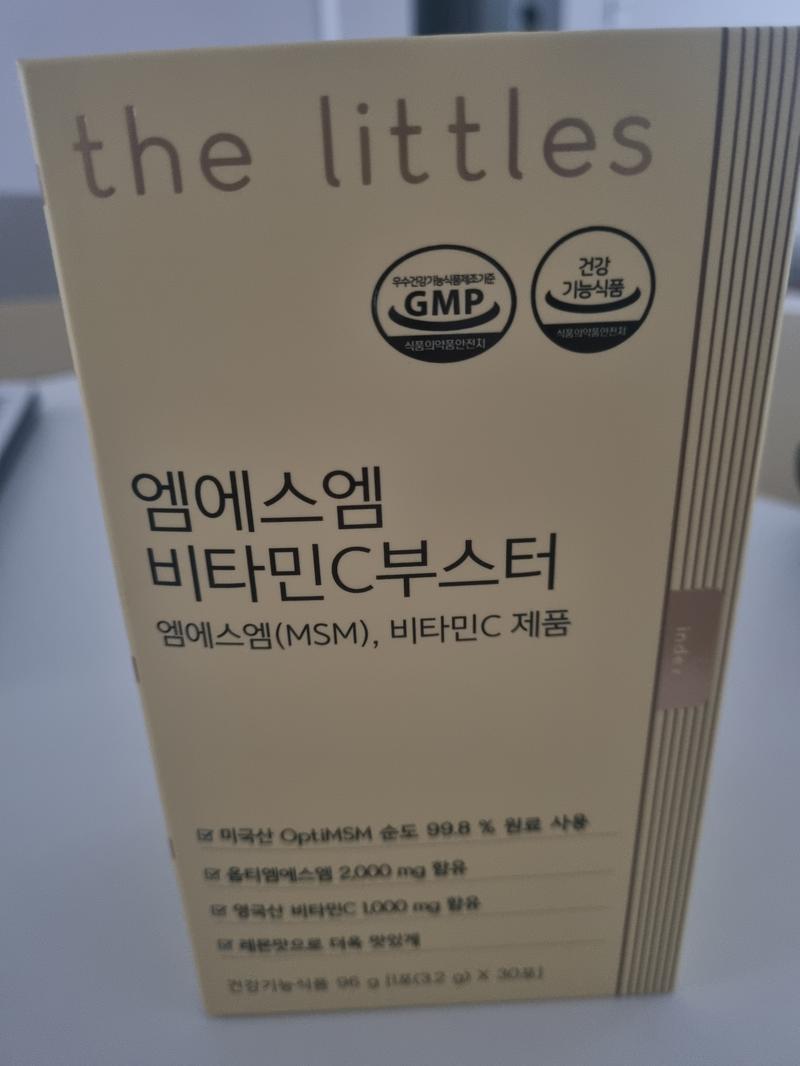 the littles
우수건강기능식품제조기준
GMP
식품의약품안전처
건강
기능식품
식품의약품안전처
엠에스엠
비타민C부스터
엠에스엠(MSM), 비타민C 제품
미국산 OptiMSM 순도 99.8 % 원료 사용
옵티엠에스엠 2,000 mg 함유
영국산 비타민C 1,000 mg 함유
레몬맛으로 더욱 맛있게
건강기능식품 96 g [1포(3.2 g) X 30포]